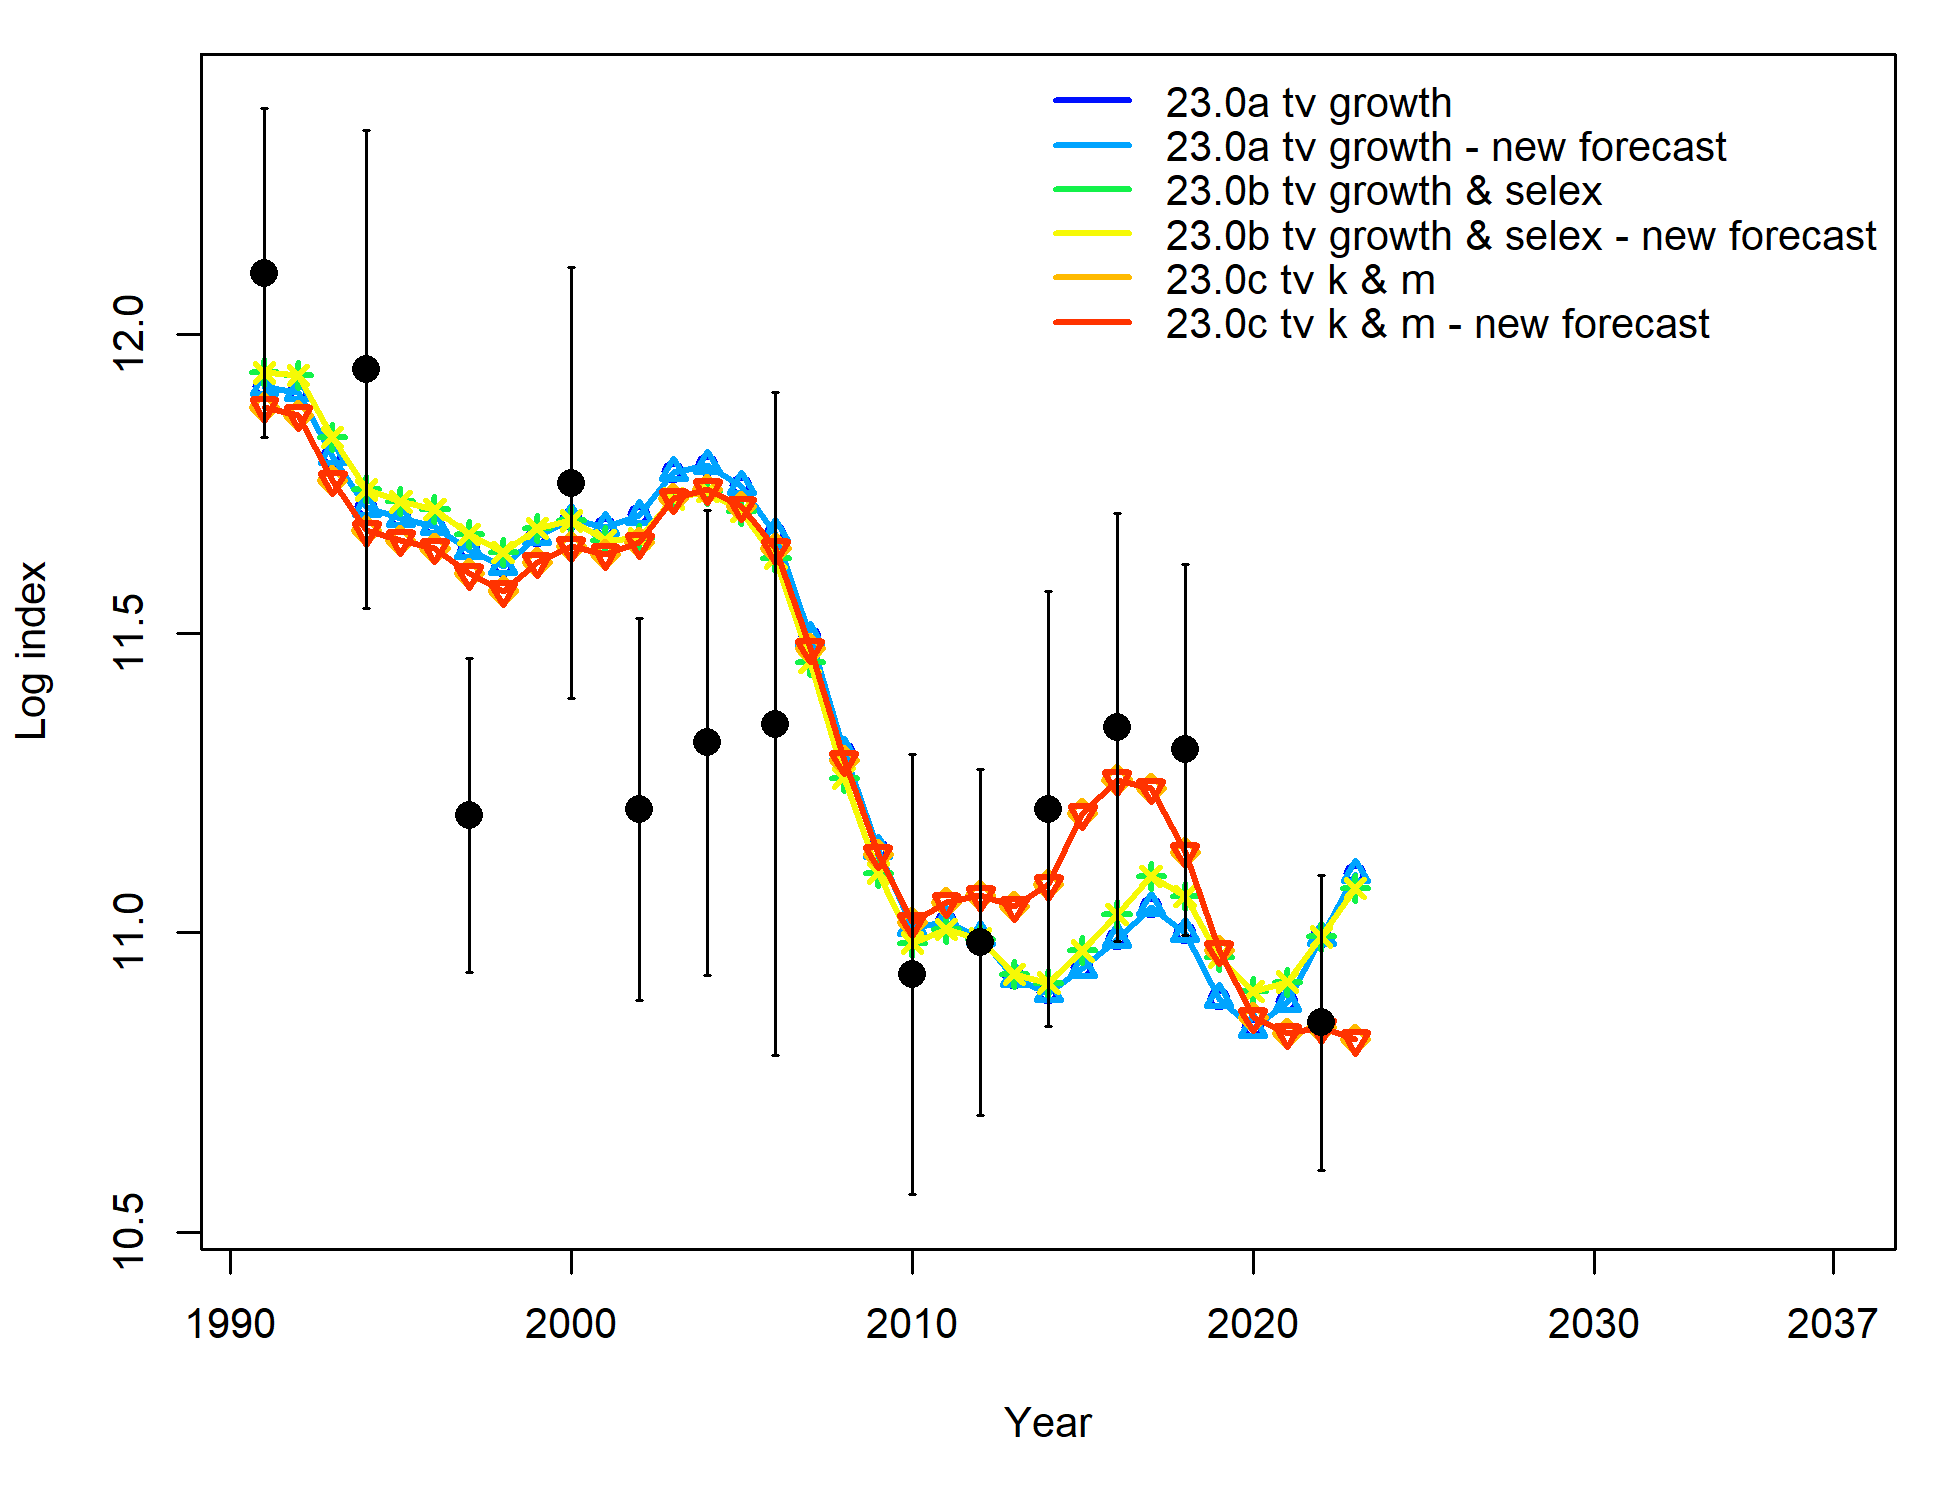 23.0a tv growth
23.0a tv growth - new forecast
23.0b tv growth & selex
23.0b tv growth & selex - new forecast
23.0c tv k & m
23.0c tv k & m - new forecast
12.0
11.5
11.0
10.5
Log index
1990 2000 2010 2020 2030 2037
Year